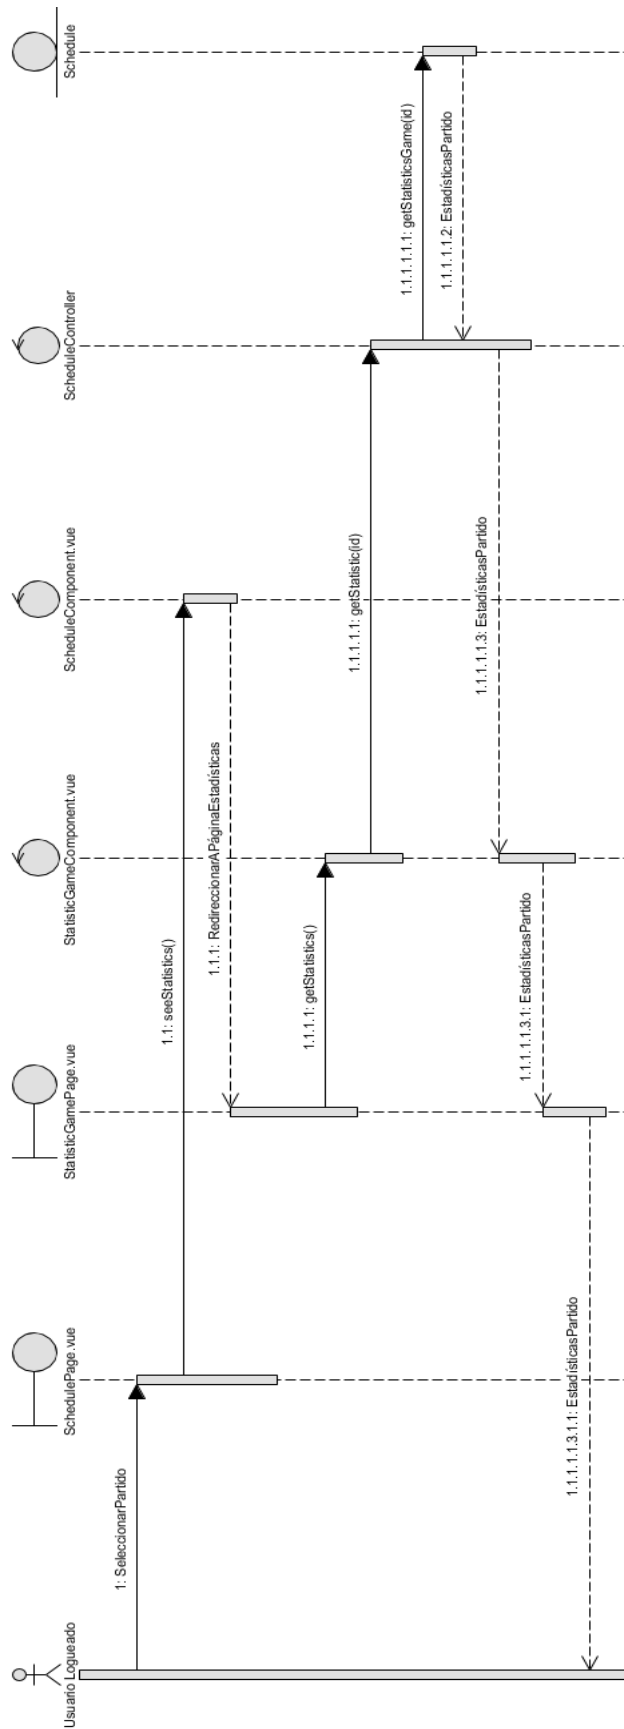 Usuario Logueado
SchedulePage.vue
StatisticGamePage.vue
StatisticGameComponent.vue
ScheduleComponent.vue
ScheduleController
Schedule
1: SeleccionarPartido
1.1: seeStatistics()
1.1.1: RedireccionarAPáginaEstadísticas
1.1.1.1: getStatistics()
1.1.1.1.1: getStatistic(id)
1.1.1.1.1.1: getStatisticsGame(id)
1.1.1.1.1.2: EstadísticasPartido
1.1.1.1.1.3: EstadísticasPartido
1.1.1.1.1.3.1: EstadísticasPartido
1.1.1.1.1.3.1.1: EstadísticasPartido